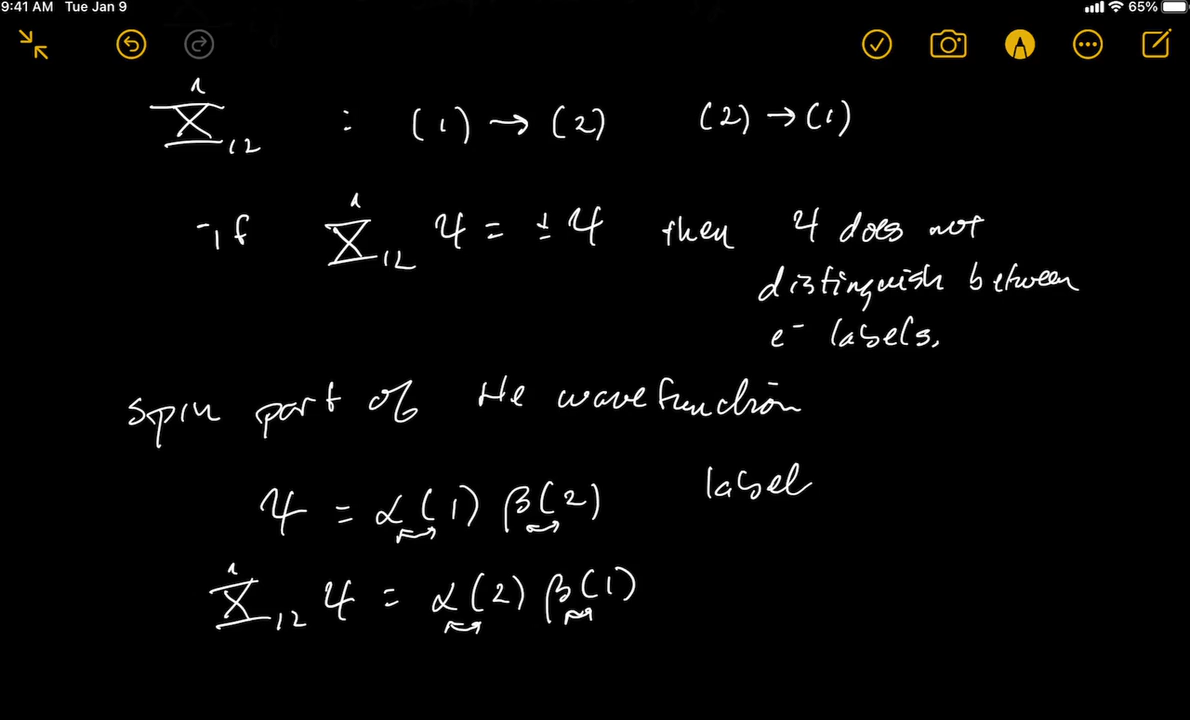 9:41 AM Tue Jan 9 65%
X̂₁₂ : (1) → (2) (2) → (1)
if X̂₁₂ Ψ = ± Ψ then Ψ does not
distinguish between
e⁻ labels.
spin part of He wavefunction
Ψ = α(1) β(2) label
X̂₁₂ Ψ = α(2) β(1)